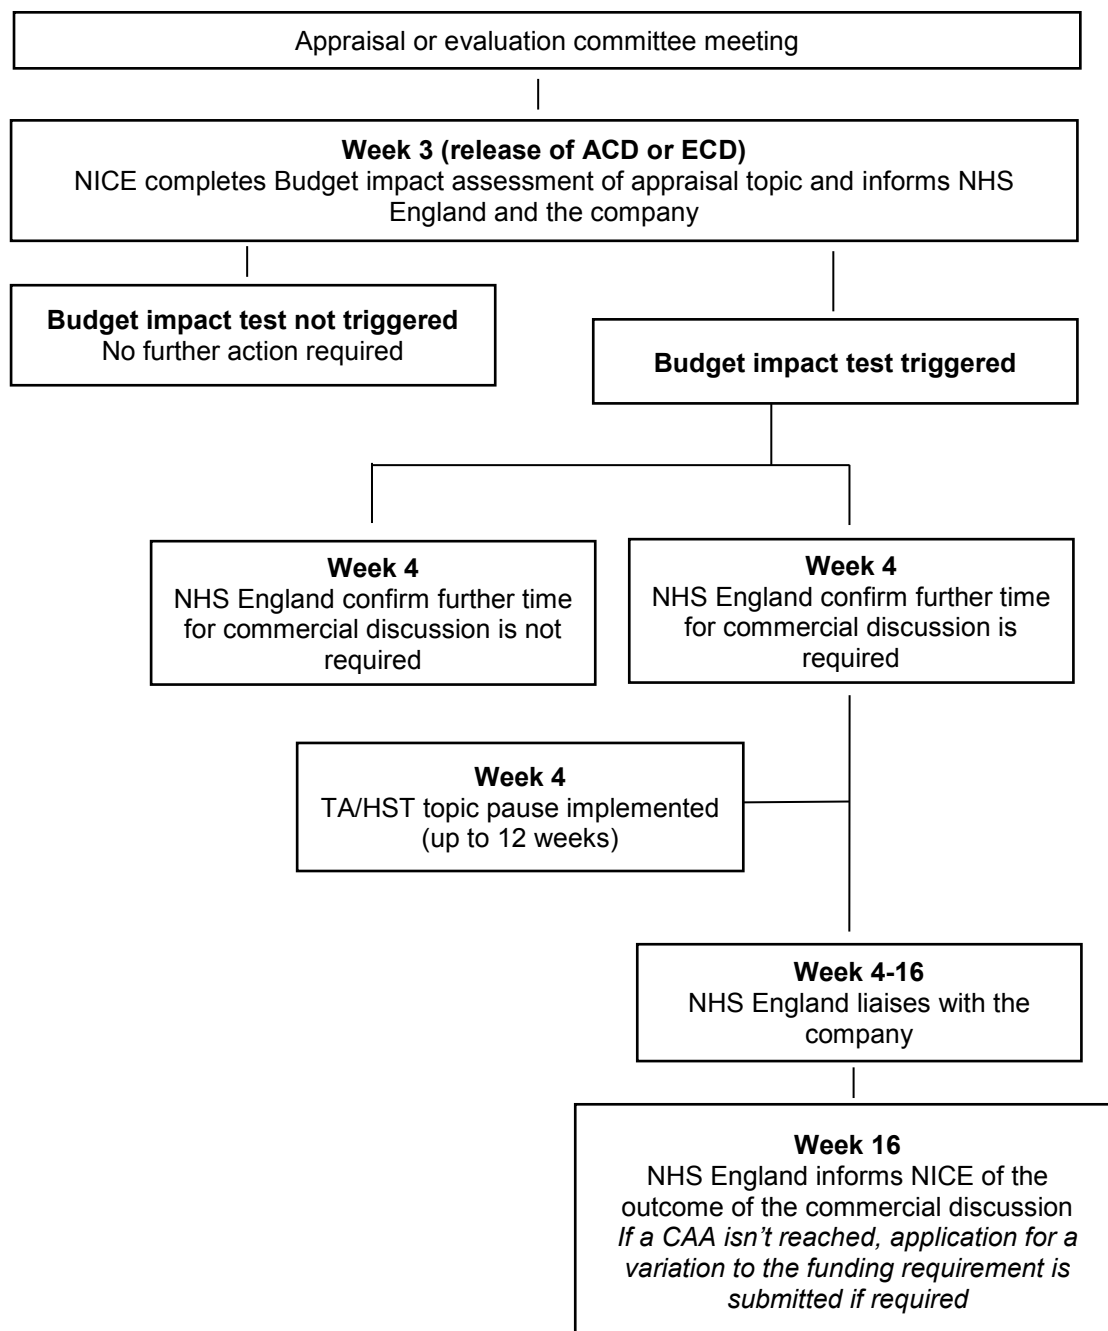 Appraisal or evaluation committee meeting
Week 3 (release of ACD or ECD)
NICE completes Budget impact assessment of appraisal topic and informs NHS
England and the company
Budget impact test not triggered
No further action required
Budget impact test triggered
Week 4
NHS England confirm further time
for commercial discussion is not
required
Week 4
NHS England confirm further time
for commercial discussion is
required
Week 4
TA/HST topic pause implemented
(up to 12 weeks)
Week 4-16
NHS England liaises with the
company
Week 16
NHS England informs NICE of the
outcome of the commercial discussion
If a CAA isn't reached, application for a
variation to the funding requirement is
submitted if required